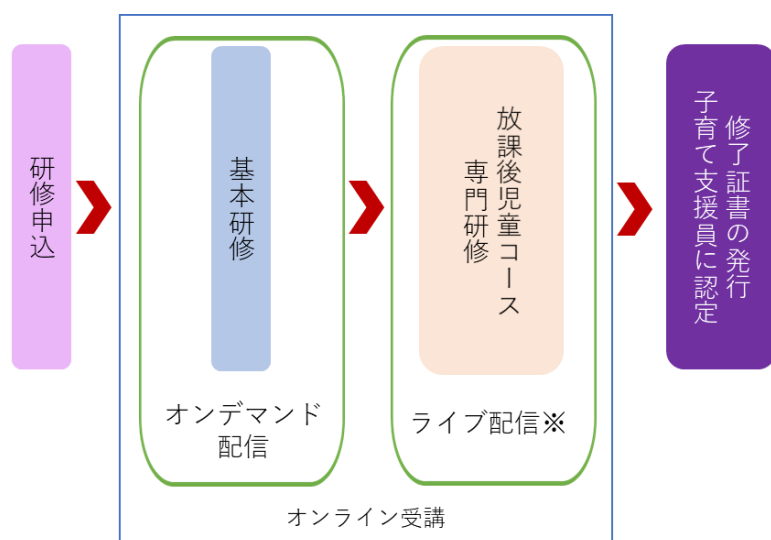 研修申込
基本研修
オンデマンド
配信
放課後児童コース
専門研修
ライブ配信※
オンライン受講
修了証書の発行
子育て支援員に認定